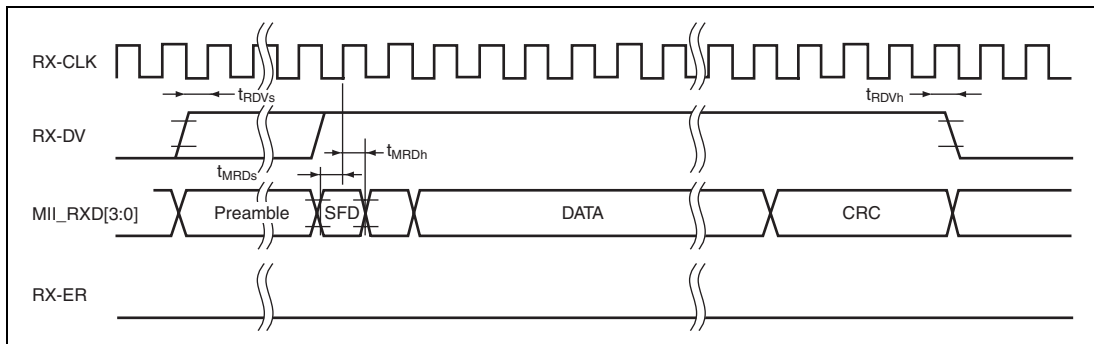 RX-CLK
tRDVs
tRDVh
RX-DV
tMRDh
tMRDs
MII_RXD[3:0]
Preamble
SFD
DATA
CRC
RX-ER